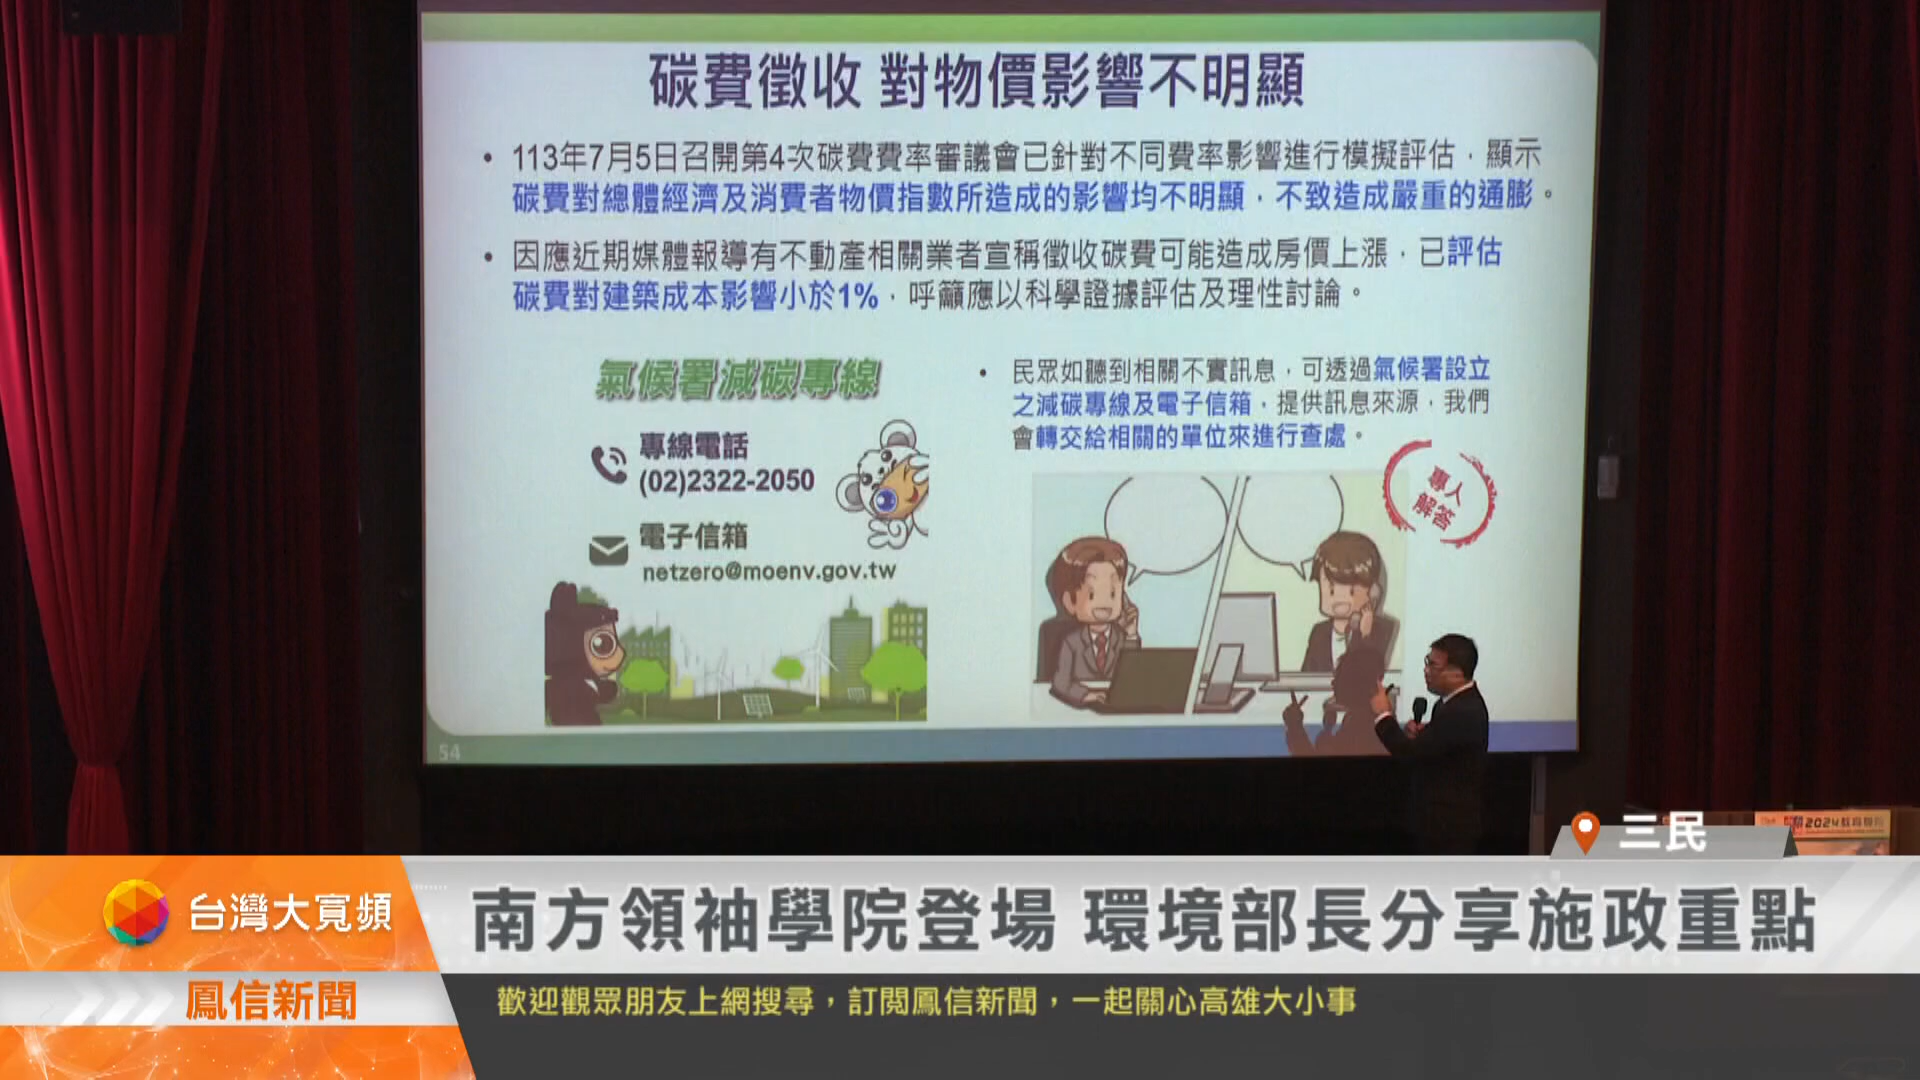 碳費徵收 對物價影響不明顯
• 113年7月5日召開第4次碳費費率審議會已針對不同費率影響進行模擬評估，顯示
碳費對總體經濟及消費者物價指數所造成的影響均不明顯，不致造成嚴重的通膨。
• 因應近期媒體報導有不動產相關業者宣稱徵收碳費可能造成房價上漲，已評估
碳費對建築成本影響小於1%，呼籲應以科學證據評估及理性討論。
氣候署減碳專線
專線電話
(02)2322-2050
電子信箱
netzero@moenv.gov.tw
• 民眾如聽到相關不實訊息，可透過氣候署設立
之減碳專線及電子信箱，提供訊息來源，我們
會轉交給相關的單位來進行查處。
專人
解答
54
三民
台灣大寬頻
南方領袖學院登場 環境部長分享施政重點
鳳信新聞
歡迎觀眾朋友上網搜尋，訂閱鳳信新聞，一起關心高雄大小事